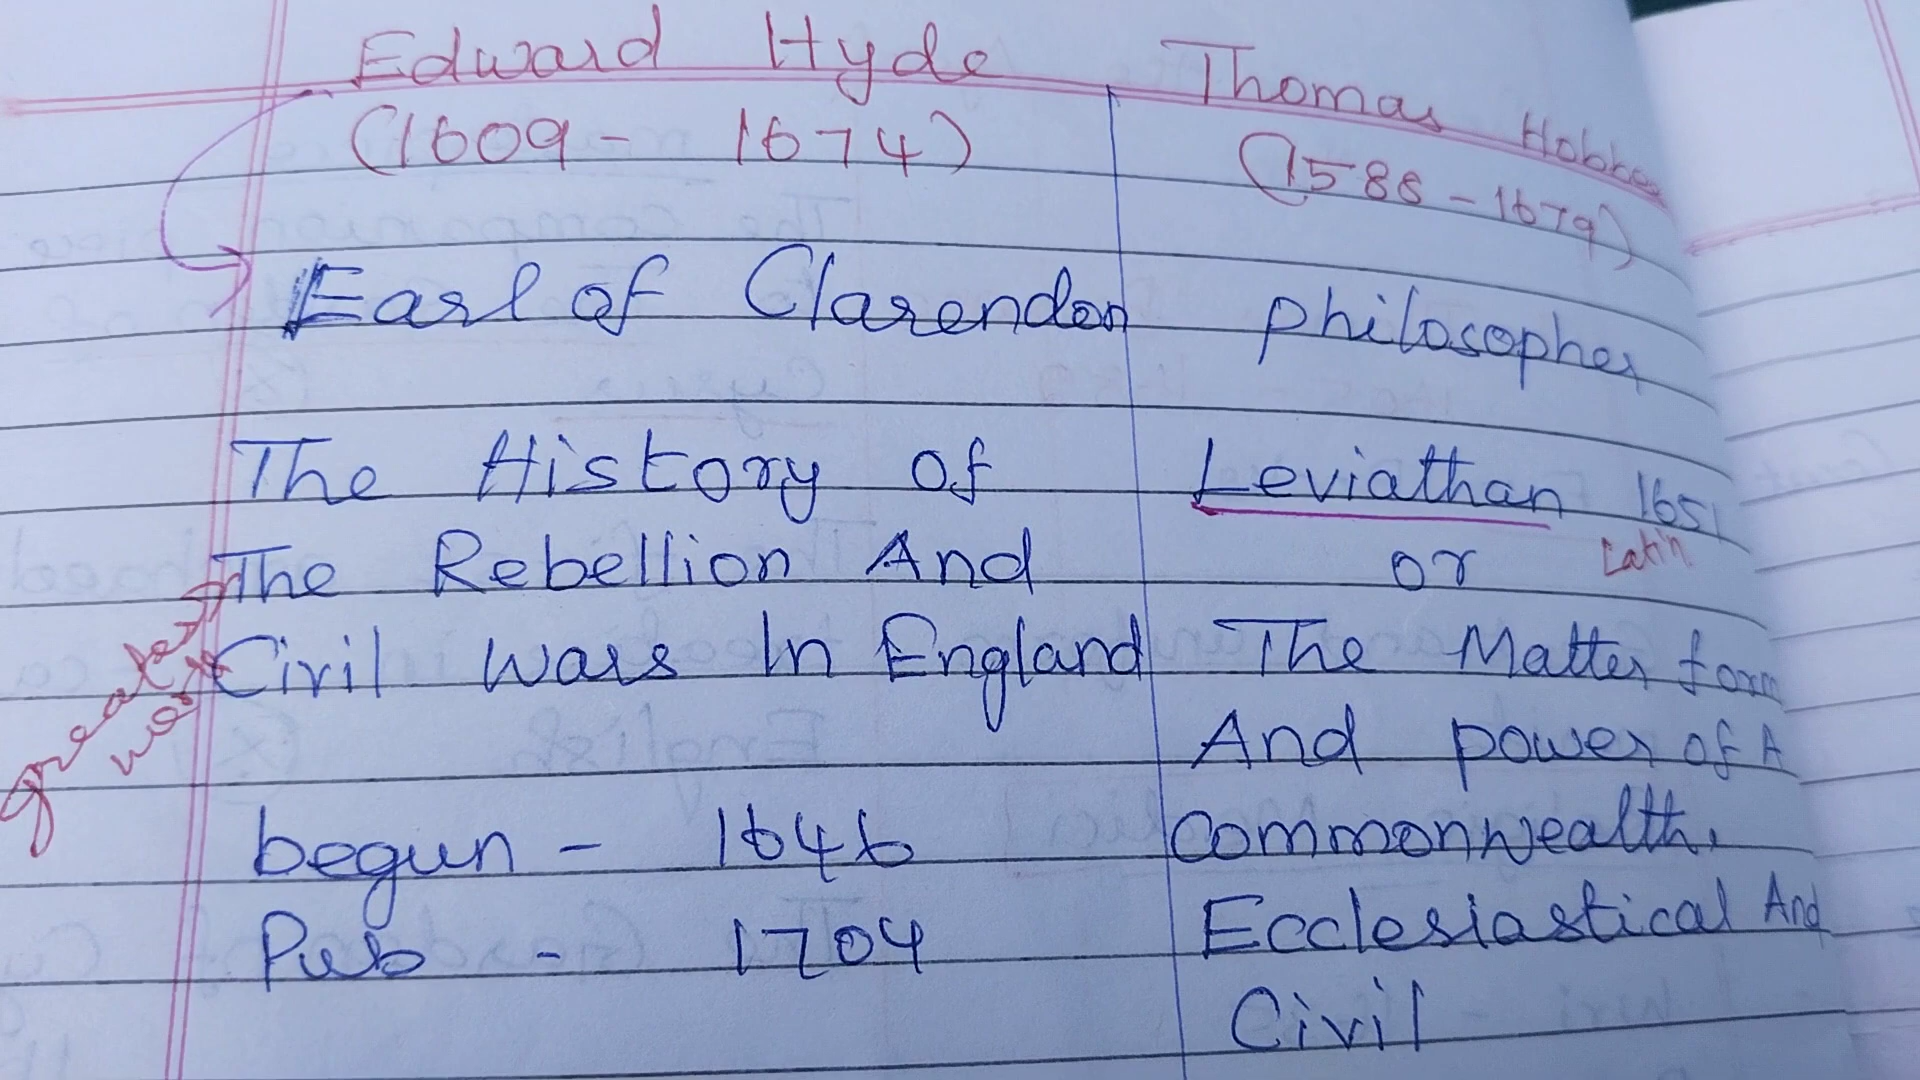 Edward Hyde
(1609 - 1674)
Earl of Clarendon
The History of
The Rebellion And
Civil Wars In England
greatest
work
begun - 1646
Pub - 1704
Thomas Hobbes
(1588 - 1679)
philosopher
Leviathan 1651
or Latin
The Matter form
And power of A
commonwealth,
Ecclesiastical And
Civil